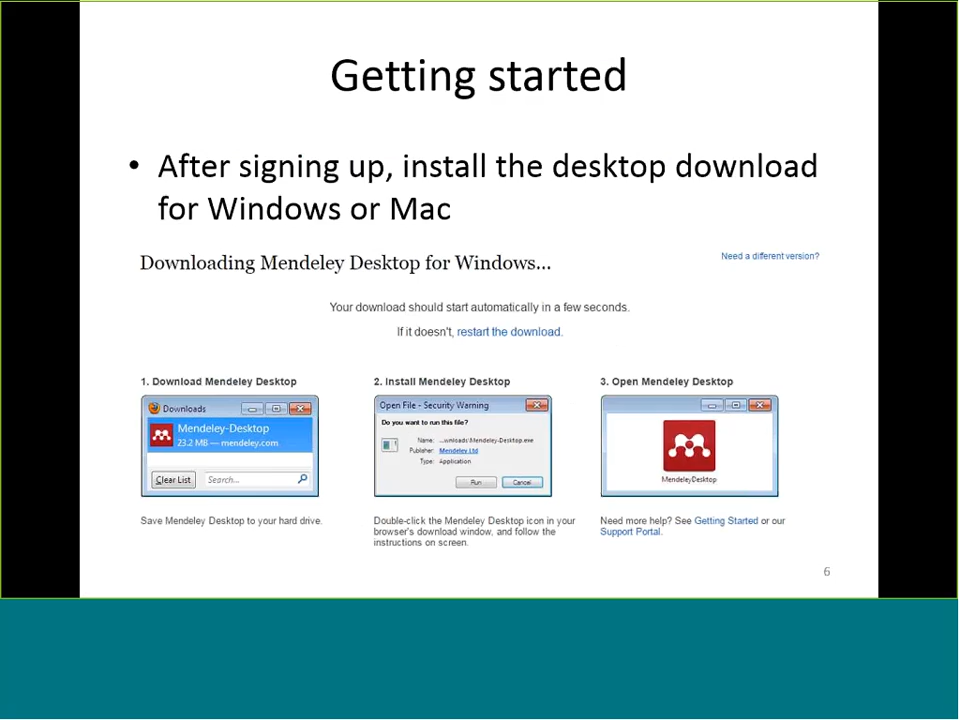 Getting started
• After signing up, install the desktop download
for Windows or Mac
Downloading Mendeley Desktop for Windows...
Need a different version?
Your download should start automatically in a few seconds.
If it doesn't, restart the download.
1. Download Mendeley Desktop
2. Install Mendeley Desktop
3. Open Mendeley Desktop
Downloads
Mendeley-Desktop
23.2 MB — mendeley.com
Clear List
Search...
Open File - Security Warning
Do you want to run this file?
Name: ...wnloads\Mendeley-Desktop.exe
Publisher: Mendeley Ltd
Type: Application
Run
Cancel
MendeleyDesktop
Save Mendeley Desktop to your hard drive.
Double-click the Mendeley Desktop icon in your
browser's download window, and follow the
instructions on screen.
Need more help? See Getting Started or our
Support Portal.
6